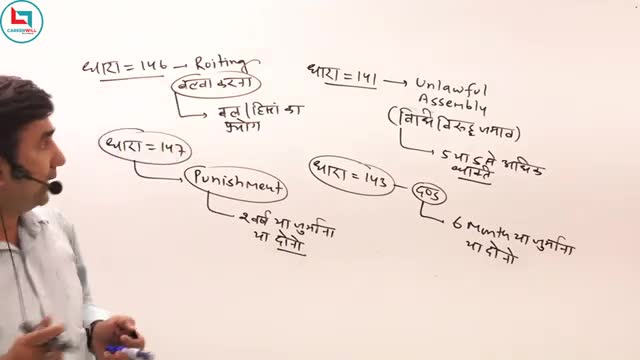 CAREERWILL
धारा = 146 → Roiting
बलवा करना
बल/हिंसा का
प्रयोग
धारा = 147
Punishment
2 वर्ष या जुर्माना
या दोनो
धारा = 141 → Unlawful
Assembly
(विधि विरुद्ध जमाव)
5 या 5 से अधिक
व्यक्ति
धारा = 143
6 Month या जुर्माना
या दोनो